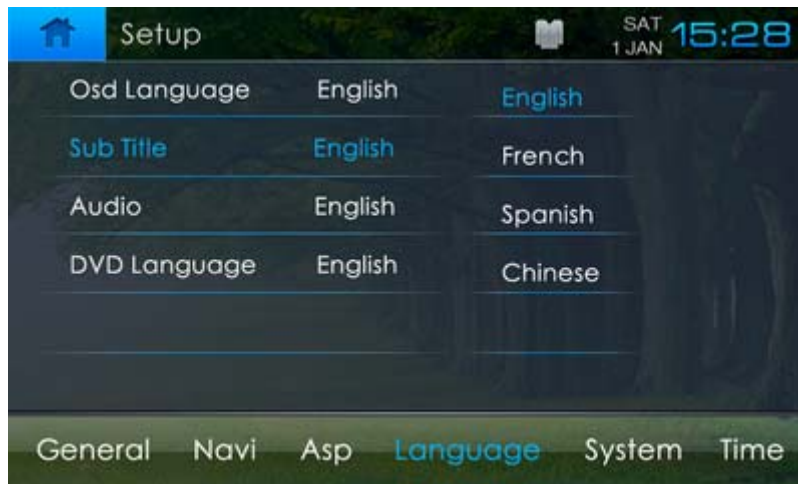 Setup SAT 15:28
1 JAN
Osd Language English English
Sub Title English French
Audio English Spanish
DVD Language English Chinese
General Navi Asp Language System Time